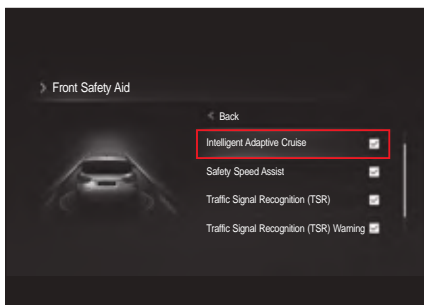 Front Safety Aid
Back
Intelligent Adaptive Cruise
Safety Speed Assist
Traffic Signal Recognition (TSR)
Traffic Signal Recognition (TSR) Warning